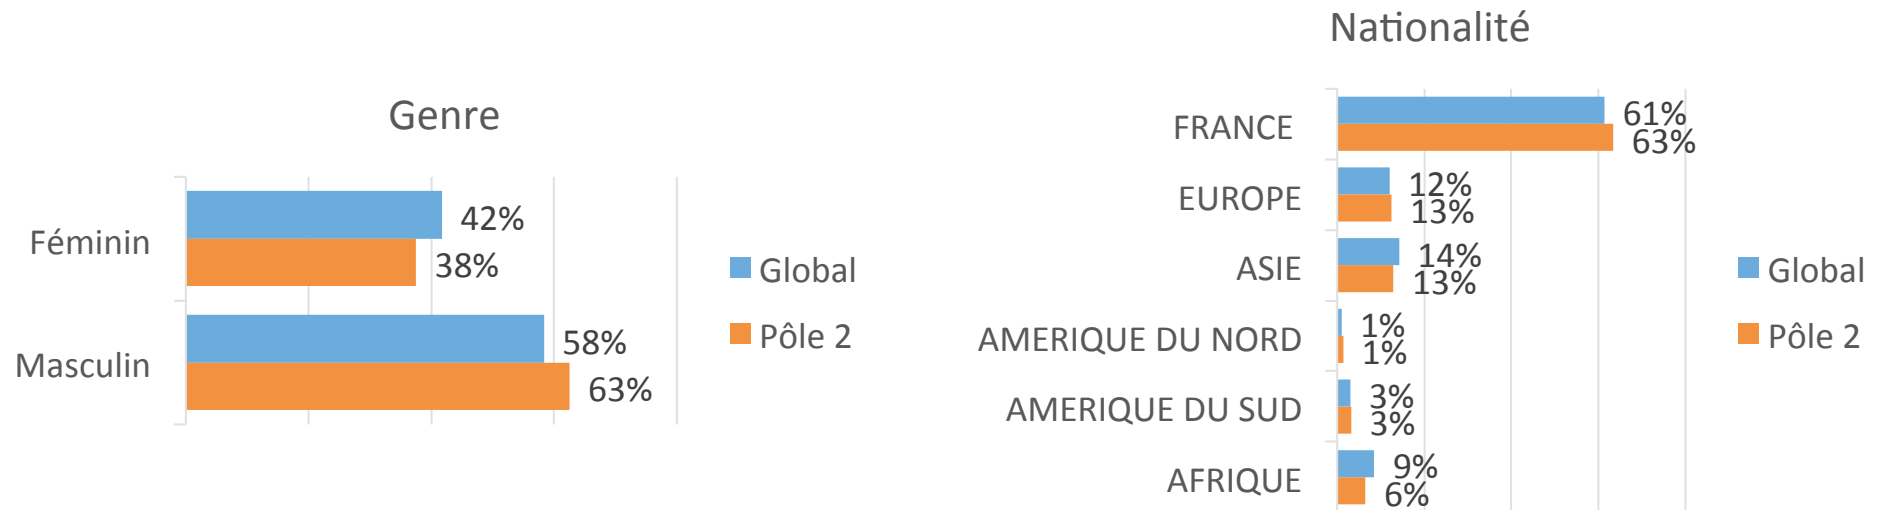 Genre
Féminin
42%
38%
Masculin
58%
63%
Global
Pôle 2
Nationalité
FRANCE
61%
63%
EUROPE
12%
13%
ASIE
14%
13%
AMERIQUE DU NORD
1%
1%
AMERIQUE DU SUD
3%
3%
AFRIQUE
9%
6%
Global
Pôle 2